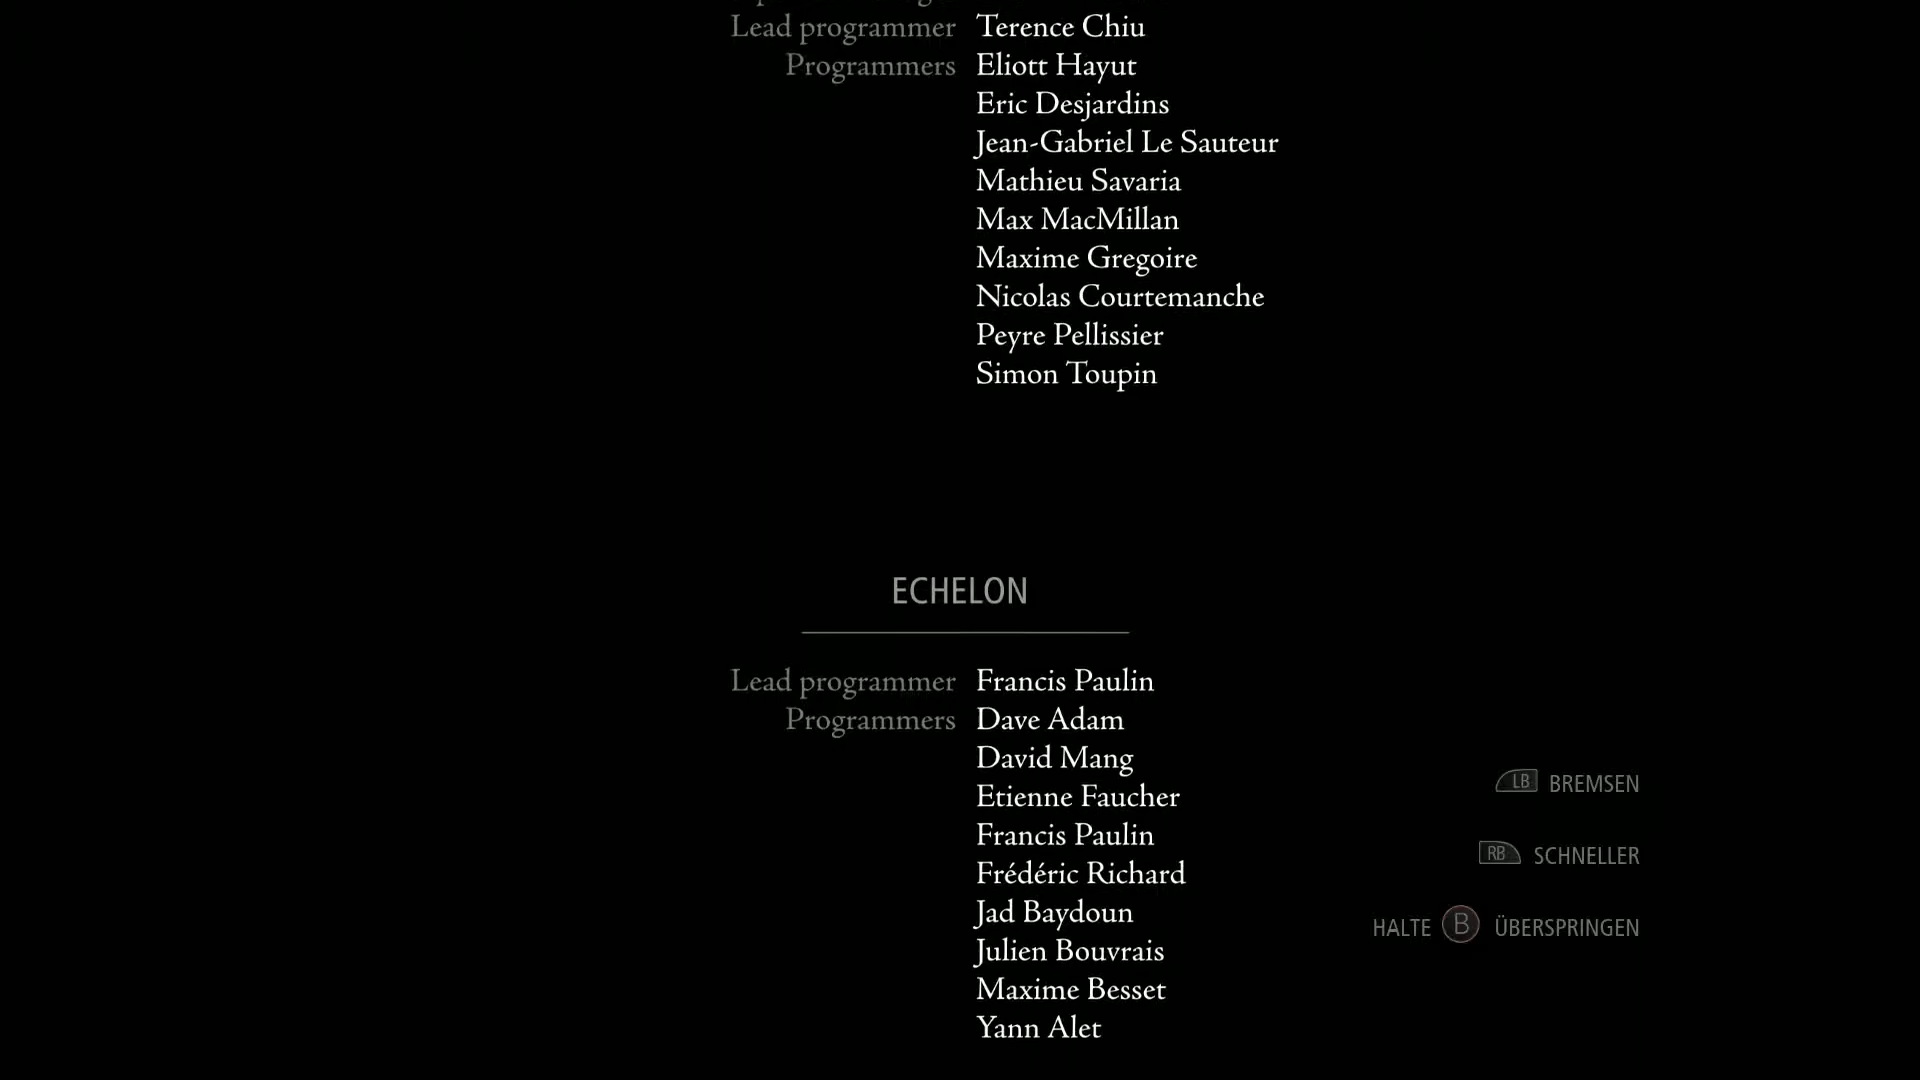 Lead programmer Terence Chiu
Programmers Eliott Hayut
Eric Desjardins
Jean-Gabriel Le Sauteur
Mathieu Savaria
Max MacMillan
Maxime Gregoire
Nicolas Courtemanche
Peyre Pellissier
Simon Toupin
ECHELON
Lead programmer Francis Paulin
Programmers Dave Adam
David Mang
Etienne Faucher
Francis Paulin
Frédéric Richard
Jad Baydoun
Julien Bouvrais
Maxime Besset
Yann Alet
LB BREMSEN
RB SCHNELLER
HALTE B ÜBERSPRINGEN